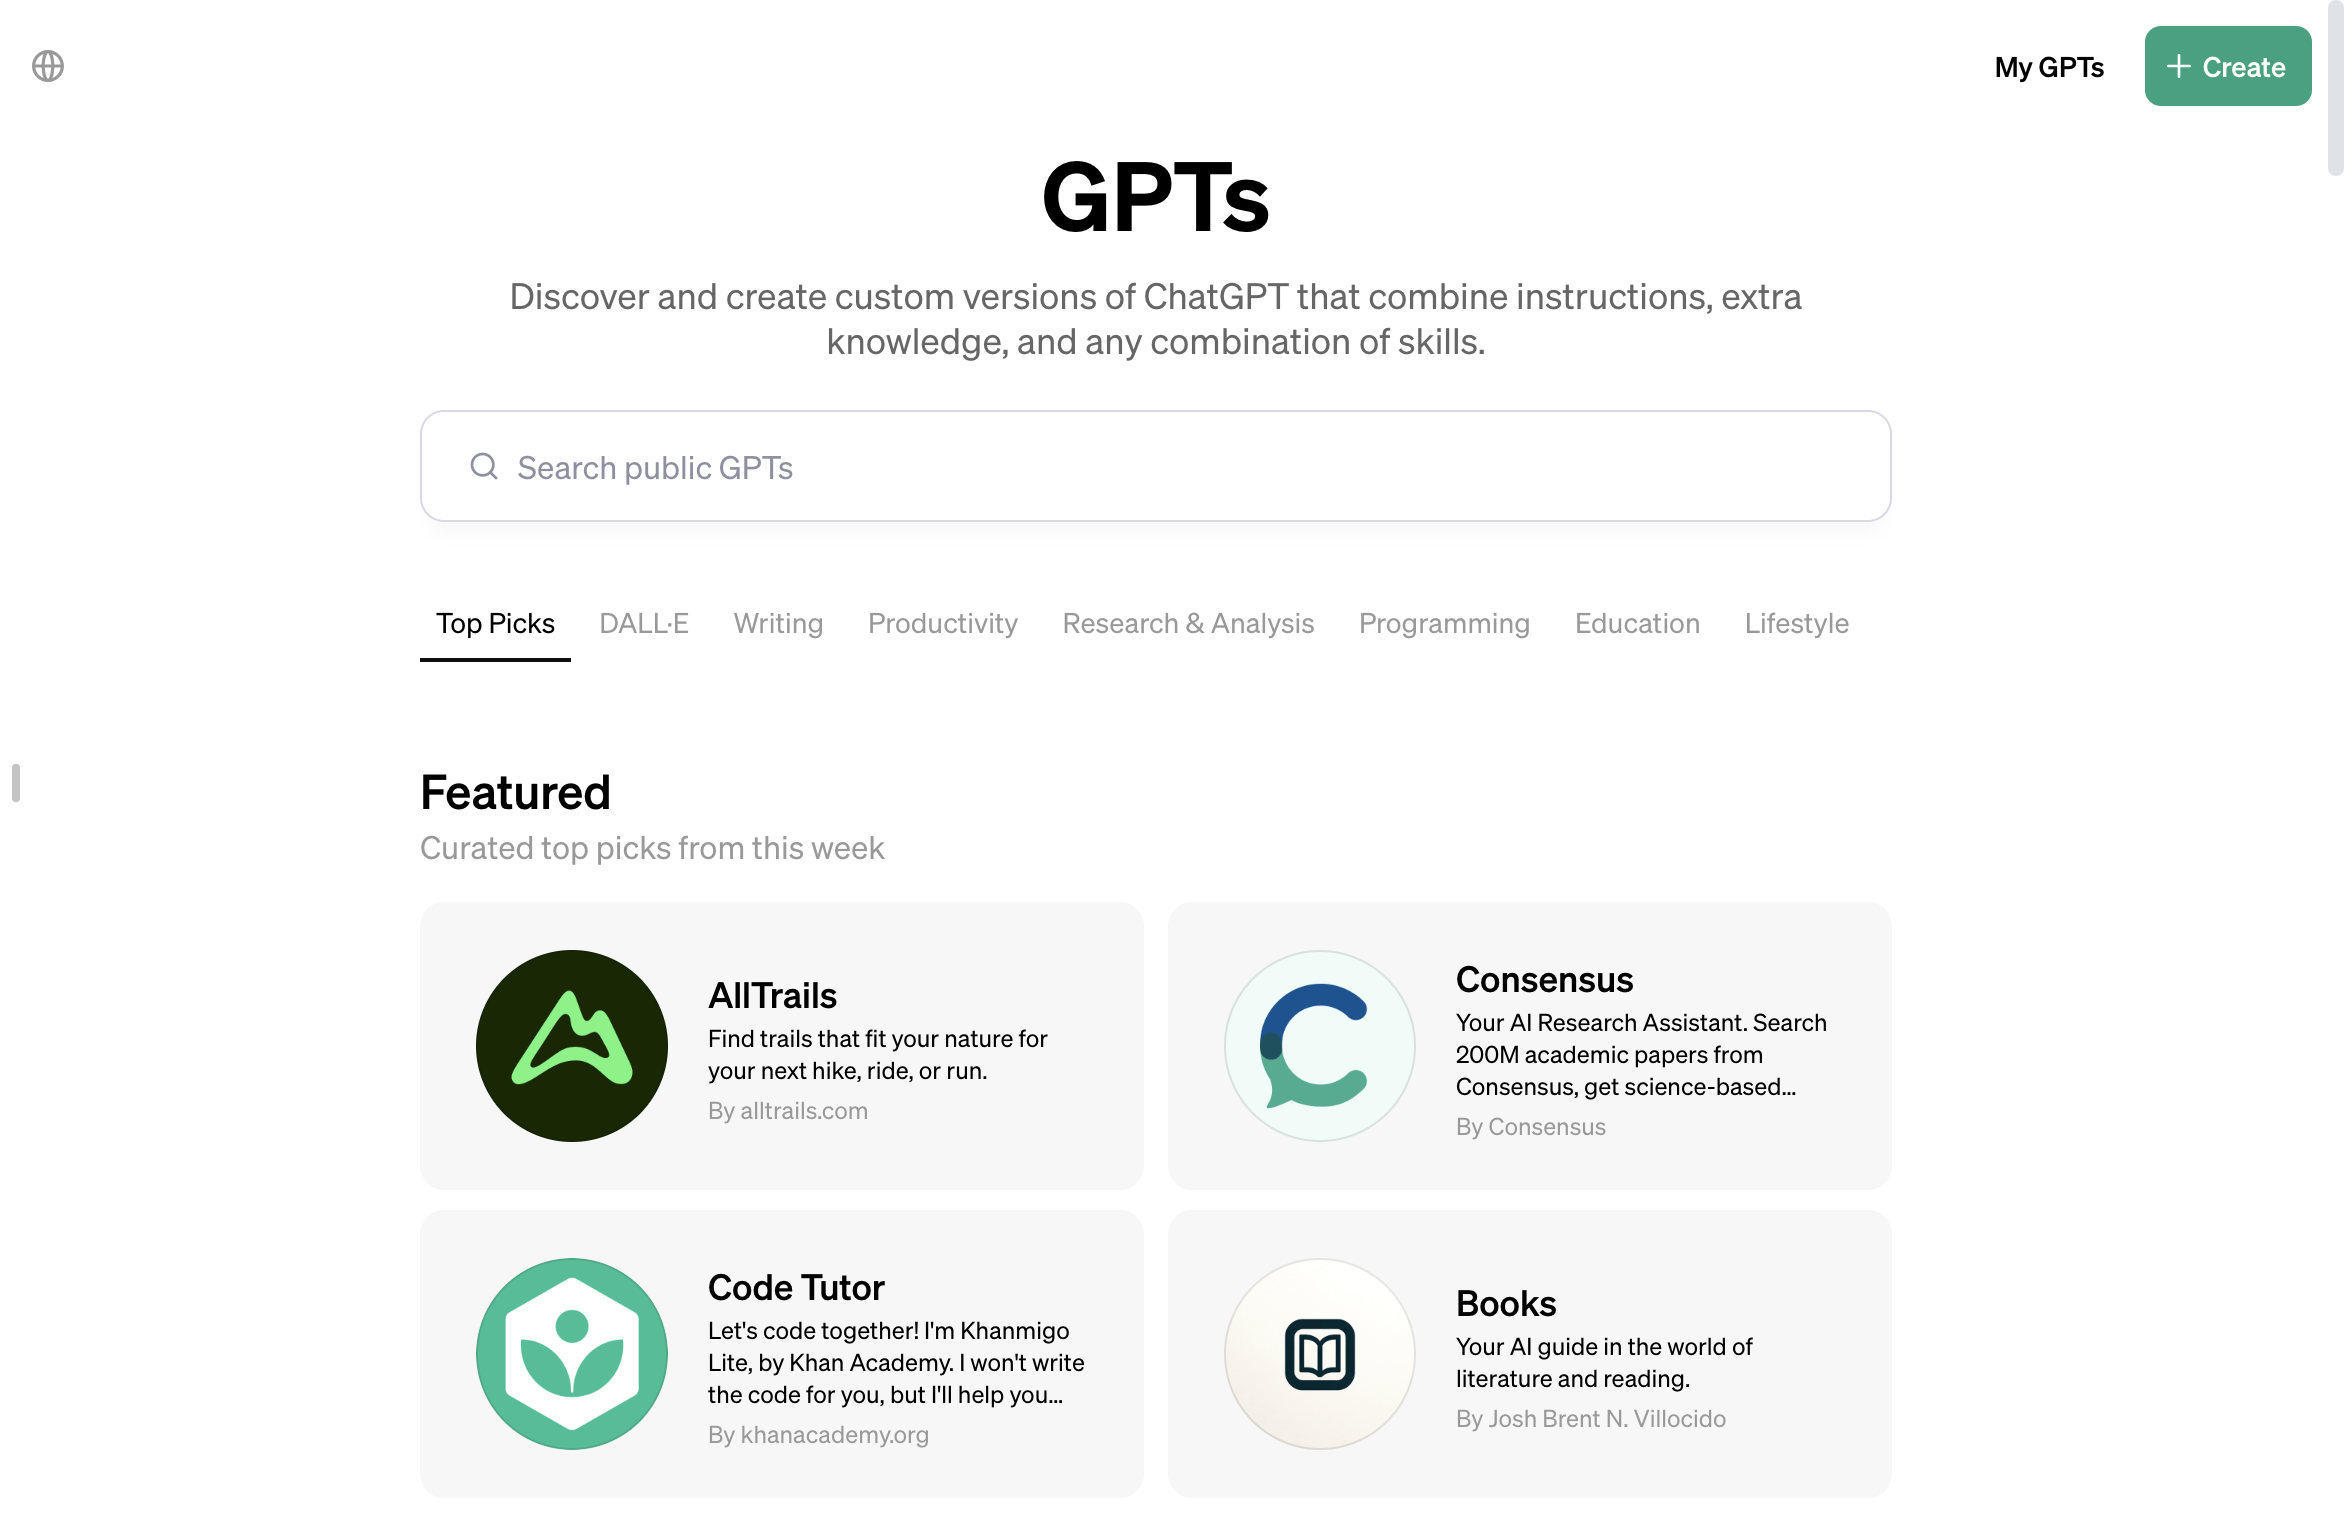 My GPTs
Create
GPTs
Discover and create custom versions of ChatGPT that combine instructions, extra
knowledge, and any combination of skills.
Search public GPTs
Top Picks
DALL·E
Writing
Productivity
Research & Analysis
Programming
Education
Lifestyle
Featured
Curated top picks from this week
AllTrails
Find trails that fit your nature for
your next hike, ride, or run.
By alltrails.com
Consensus
Your AI Research Assistant. Search
200M academic papers from
Consensus, get science-based...
By Consensus
Code Tutor
Let's code together! I'm Khanmigo
Lite, by Khan Academy. I won't write
the code for you, but I'll help you...
By khanacademy.org
Books
Your AI guide in the world of
literature and reading.
By Josh Brent N. Villocido